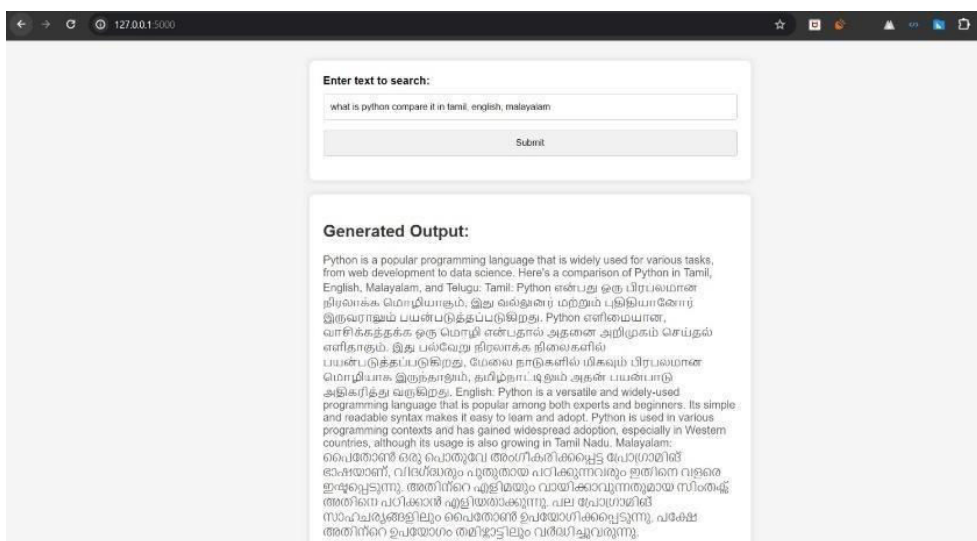 127.0.0.1:5000
Enter text to search:
what is python compare it in tamil, english, malayalam
Submit
Generated Output:
Python is a popular programming language that is widely used for various tasks,
from web development to data science. Here's a comparison of Python in Tamil,
English, Malayalam, and Telugu: Tamil: Python என்பது ஒரு பிரபலமான
நிரலாக்க மொழியாகும், இது வல்லுனர் மற்றும் புதியானோர்
இருவராலும் பயன்படுத்தப்படுகிறது. Python எளிமையான,
வாசிக்கத்தக்க ஒரு மொழி என்பதால் அதனை அறிமுகம் செய்தல்
எளிதாகும். இது பல்வேறு நிரலாக்க நிலைகளில்
பயன்படுத்தப்படுகிறது, மேலை நாடுகளில் மிகவும் பிரபலமான
மொழியாக இருந்தாலும், தமிழ்நாட்டிலும் அதன் பயன்பாடு
அதிகரித்து வருகிறது. English: Python is a versatile and widely-used
programming language that is popular among both experts and beginners. Its simple
and readable syntax makes it easy to learn and adopt. Python is used in various
programming contexts and has gained widespread adoption, especially in Western
countries, although its usage is also growing in Tamil Nadu. Malayalam:
പൈതോൺ ഒരു പൊതുവേ അംഗീകരിക്കപ്പെട്ട പ്രോഗ്രാമിങ്
ഭാഷയാണ്, വിദഗ്ധരും പുതുതായ പഠിക്കുന്നവരും ഇതിനെ വളരെ
ഇഷ്ടപ്പെടുന്നു. അതിന്റെ എളിമയും വായിക്കാവുന്നതുമായ
അതിനെ പഠിക്കാൻ എളിയതാക്കുന്നു. പല പ്രോഗ്രാമിങ്
സാഹചര്യങ്ങളിലും പൈതോൺ ഉപയോഗിക്കപ്പെടുന്നു, പക്ഷേ
അതിന്റെ ഉപയോഗം തമിഴ്നാട്ടിലും വർദ്ധിച്ചുവരുന്നു.